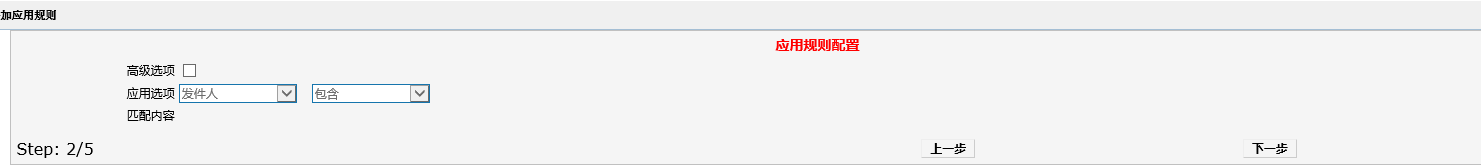 加应用规则
应用规则配置
高级选项
应用选项 发件人 包含
匹配内容
Step: 2/5 上一步 下一步